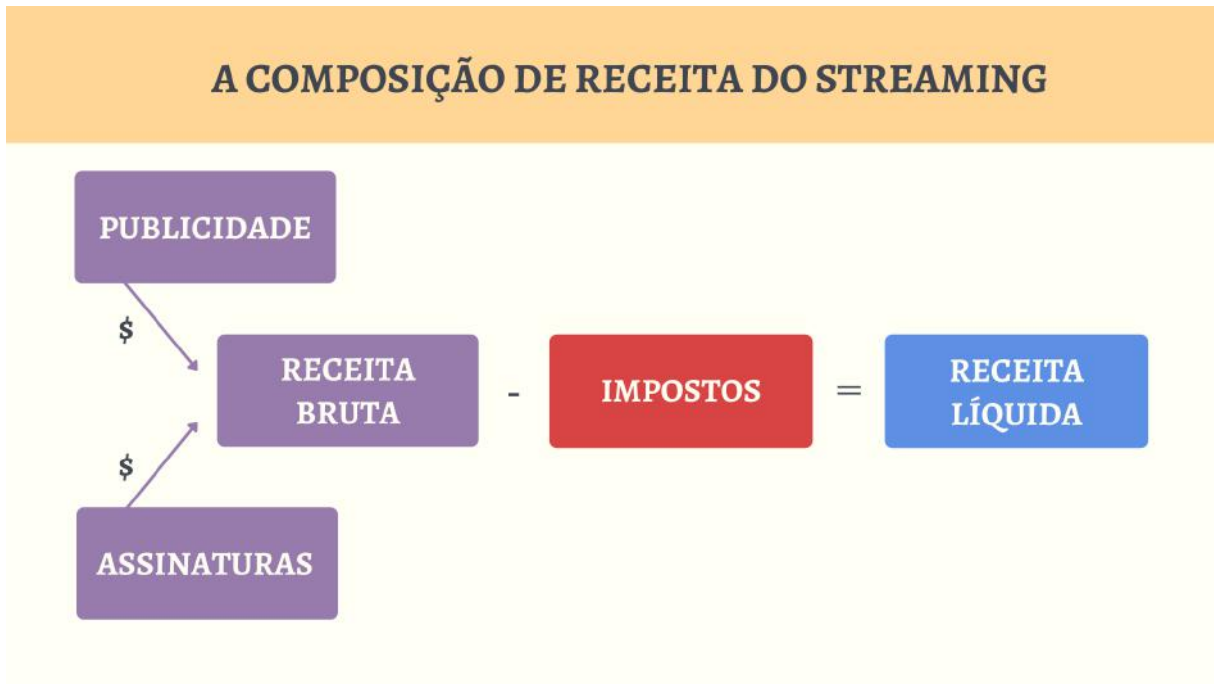 A COMPOSIÇÃO DE RECEITA DO STREAMING
PUBLICIDADE
$
RECEITA
BRUTA
-
IMPOSTOS
=
RECEITA
LÍQUIDA
$
ASSINATURAS